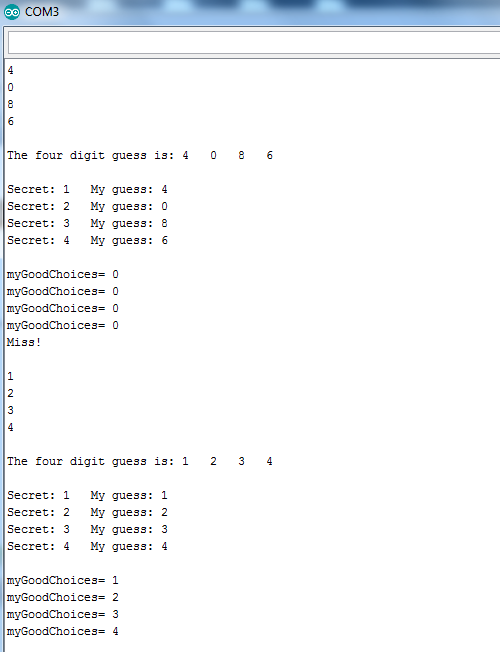 COM3
4
0
8
6
The four digit guess is: 4   0   8   6
Secret: 1   My guess: 4
Secret: 2   My guess: 0
Secret: 3   My guess: 8
Secret: 4   My guess: 6
myGoodChoices= 0
myGoodChoices= 0
myGoodChoices= 0
myGoodChoices= 0
Miss!
1
2
3
4
The four digit guess is: 1   2   3   4
Secret: 1   My guess: 1
Secret: 2   My guess: 2
Secret: 3   My guess: 3
Secret: 4   My guess: 4
myGoodChoices= 1
myGoodChoices= 2
myGoodChoices= 3
myGoodChoices= 4